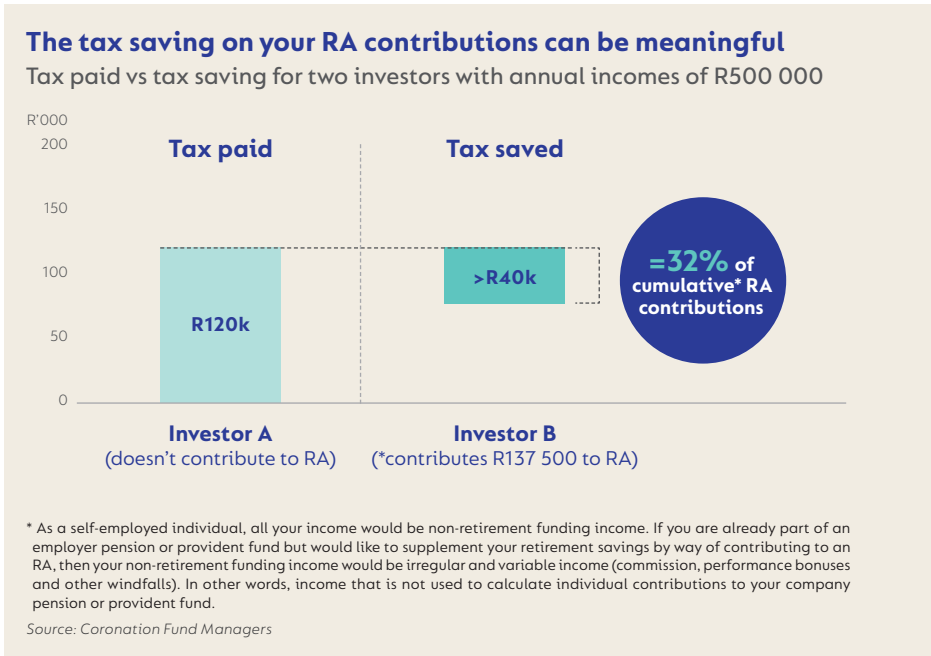 The tax saving on your RA contributions can be meaningful
Tax paid vs tax saving for two investors with annual incomes of R500 000
R'000
200
150
100
50
0
Tax paid
Tax saved
R120k
>R40k
=32% of
cumulative* RA
contributions
Investor A
(doesn't contribute to RA)
Investor B
(*contributes R137 500 to RA)
* As a self-employed individual, all your income would be non-retirement funding income. If you are already part of an
employer pension or provident fund but would like to supplement your retirement savings by way of contributing to an
RA, then your non-retirement funding income would be irregular and variable income (commission, performance bonuses
and other windfalls). In other words, income that is not used to calculate individual contributions to your company
pension or provident fund.
Source: Coronation Fund Managers